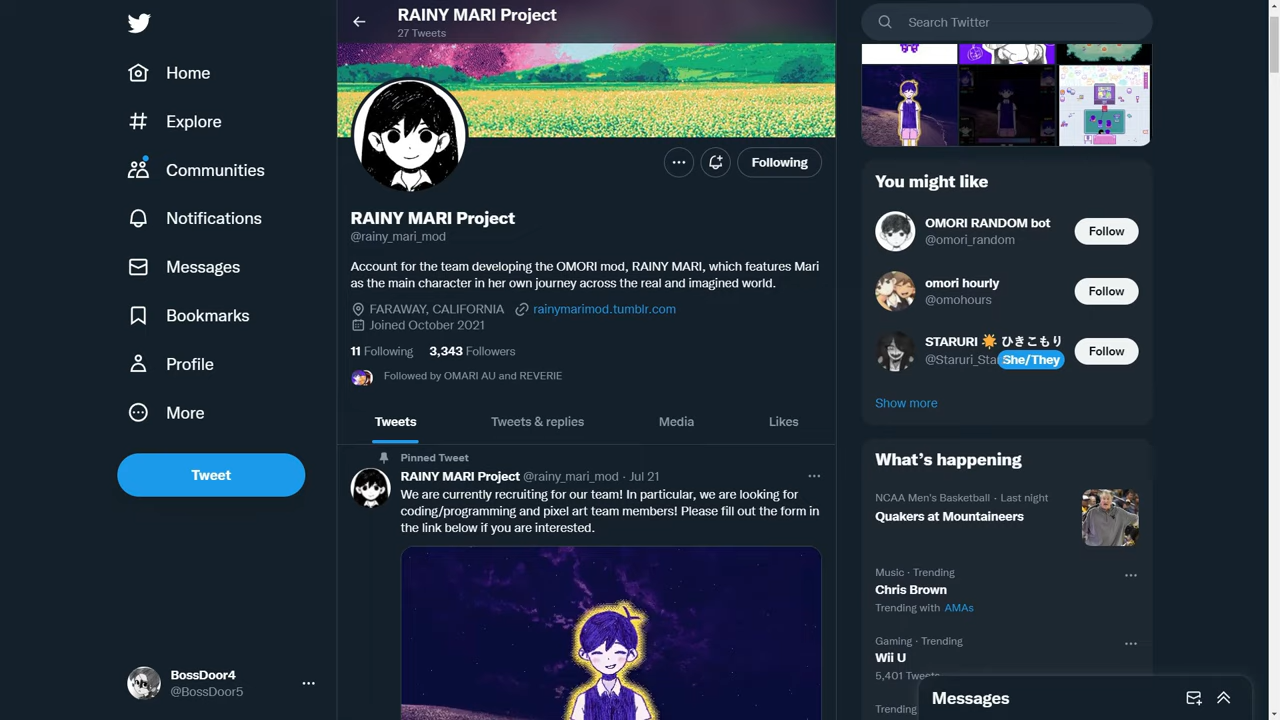 Home
Explore
Communities
Notifications
Messages
Bookmarks
Profile
More
Tweet
BossDoor4
@BossDoor5
RAINY MARI Project
27 Tweets
Following
RAINY MARI Project
@rainy_mari_mod
Account for the team developing the OMORI mod, RAINY MARI, which features Mari
as the main character in her own journey across the real and imagined world.
FARAWAY, CALIFORNIA rainymarimod.tumblr.com
Joined October 2021
11 Following 3,343 Followers
Followed by OMARI AU and REVERIE
Tweets Tweets & replies Media Likes
Pinned Tweet
RAINY MARI Project @rainy_mari_mod · Jul 21
We are currently recruiting for our team! In particular, we are looking for
coding/programming and pixel art team members! Please fill out the form in
the link below if you are interested.
Search Twitter
You might like
OMORI RANDOM bot
@omori_random
Follow
omori hourly
@omohours
Follow
STARURI 🌟 ひきこもり
@Staruri_Sta She/They
Follow
Show more
What's happening
NCAA Men's Basketball · Last night
Quakers at Mountaineers
Music · Trending
Chris Brown
Trending with AMAs
Gaming · Trending
Wii U
5,401 Tweets
Trending
Messages